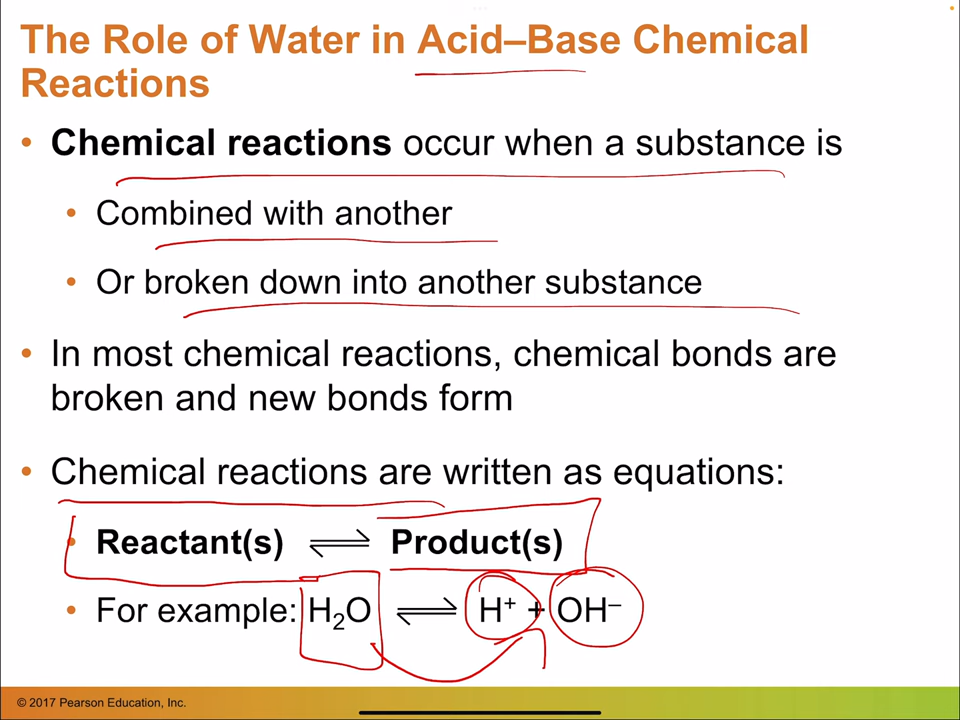 The Role of Water in Acid–Base Chemical
Reactions
• Chemical reactions occur when a substance is
• Combined with another
• Or broken down into another substance
• In most chemical reactions, chemical bonds are
broken and new bonds form
• Chemical reactions are written as equations:
• Reactant(s) ⇌ Product(s)
• For example: H₂O ⇌ H⁺ + OH⁻
© 2017 Pearson Education, Inc.